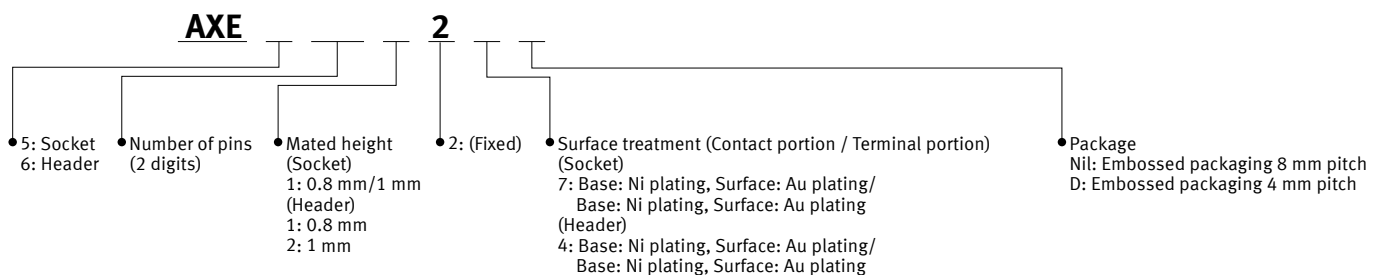 AXE 2
5: Socket
6: Header
Number of pins
(2 digits)
Mated height
(Socket)
1: 0.8 mm/1 mm
(Header)
1: 0.8 mm
2: 1 mm
2: (Fixed)
Surface treatment (Contact portion / Terminal portion)
(Socket)
7: Base: Ni plating, Surface: Au plating/
Base: Ni plating, Surface: Au plating
(Header)
4: Base: Ni plating, Surface: Au plating/
Base: Ni plating, Surface: Au plating
Package
Nil: Embossed packaging 8 mm pitch
D: Embossed packaging 4 mm pitch